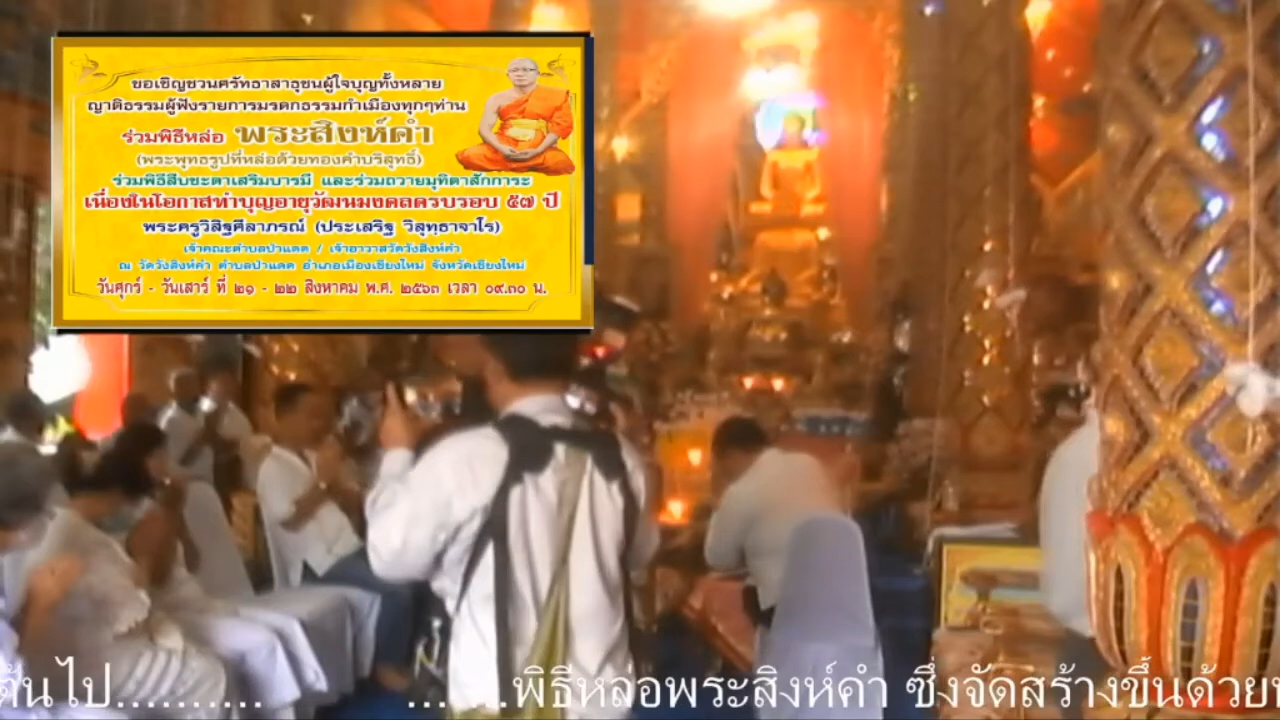 ขอเชิญชวนศรัทธาสาธุชนผู้ใจบุญทั้งหลาย
ญาติธรรมผู้ฟังรายการมรดกธรรมกำเมืองทุกๆท่าน
ร่วมพิธีหล่อ พระสิงห์คำ
(พระพุทธรูปที่หล่อด้วยทองคำบริสุทธิ์)
ร่วมพิธีสืบชะตาเสริมบารมี และร่วมถวายมุทิตาสักการะ
เนื่องในโอกาสทำบุญอายุวัฒนมงคลครบรอบ ๕๗ ปี
พระครูวิสิฐศีลาภรณ์ (ประเสริฐ วิสุทฺธาจาโร)
เจ้าคณะตำบลป่าแดด / เจ้าอาวาสวัดวังสิงห์คำ
ณ วัดวังสิงห์คำ ตำบลป่าแดด อำเภอเมืองเชียงใหม่ จังหวัดเชียงใหม่
วันศุกร์ - วันเสาร์ ที่ ๒๑ - ๒๒ สิงหาคม พ.ศ. ๒๕๖๓ เวลา ๐๙.๓๐ น.
ต้นไป.......... .......พิธีหล่อพระสิงห์คำ ซึ่งจัดสร้างขึ้นด้วย